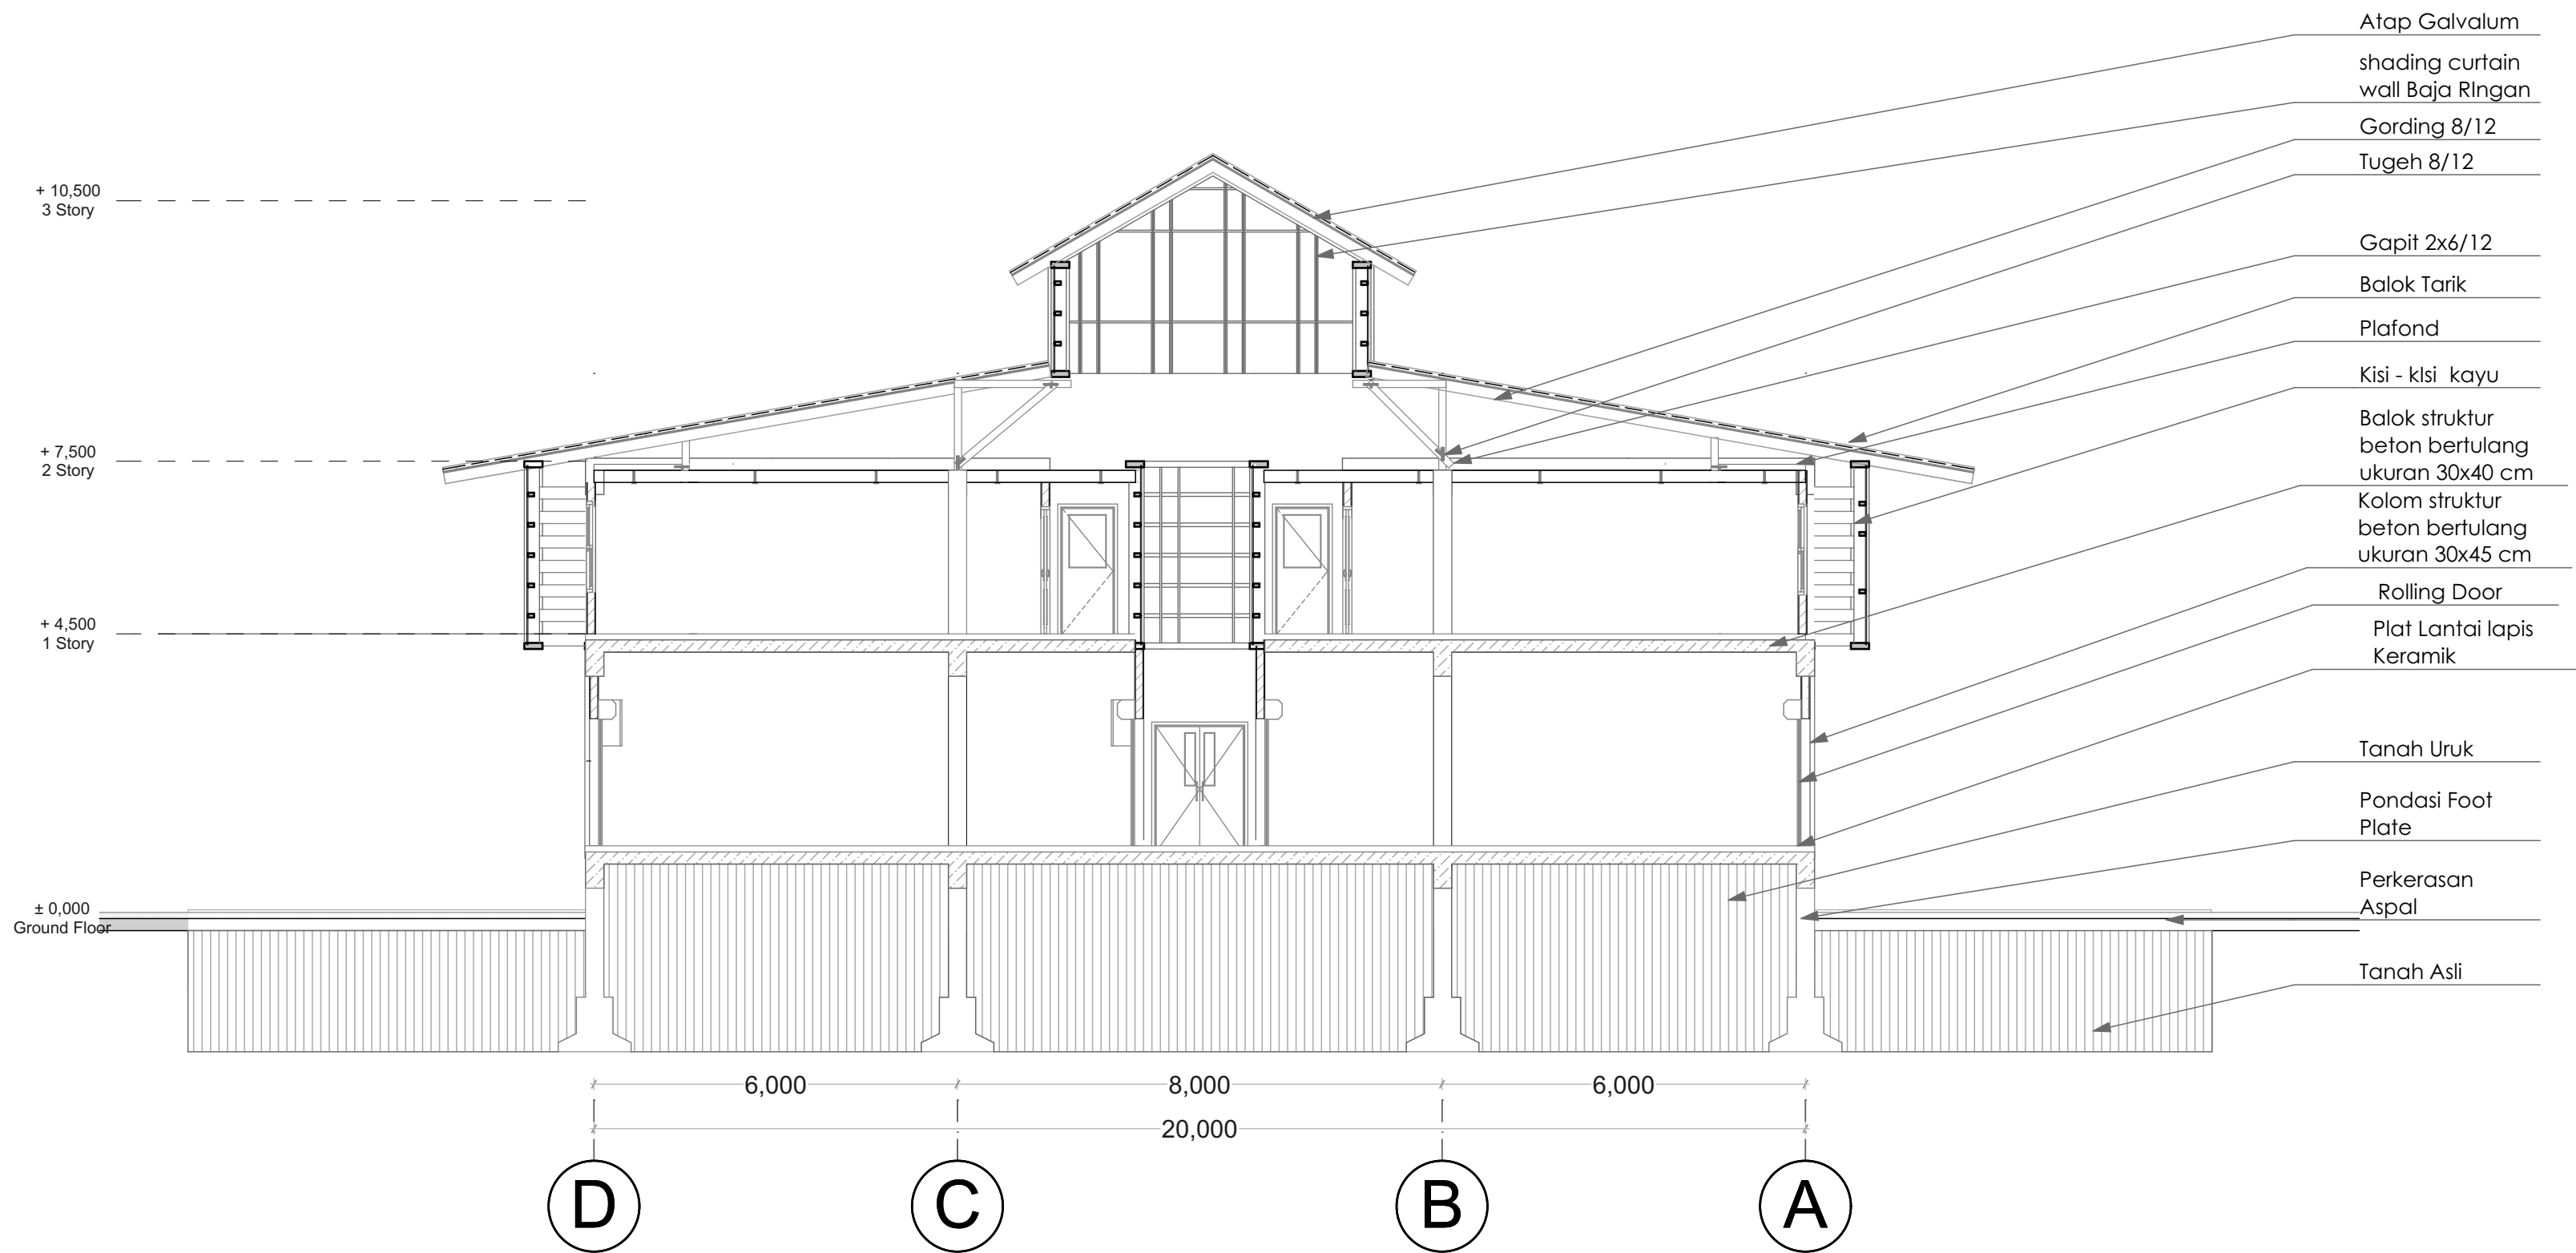 Atap Galvalum
shading curtain
wall Baja RIngan
Gording 8/12
Tugeh 8/12
+ 10,500
3 Story
Gapit 2x6/12
Balok Tarik
Plafond
Kisi - kIsi  kayu
Balok struktur
beton bertulang
ukuran 30x40 cm
+ 7,500
2 Story
Kolom struktur
beton bertulang
ukuran 30x45 cm
Rolling Door
+ 4,500
1 Story
Plat Lantai lapis
Keramik
Tanah Uruk
Pondasi Foot
Plate
Perkerasan
Aspal
± 0,000
Ground Floor
Tanah Asli
6,000 8,000 6,000
20,000
D C B A